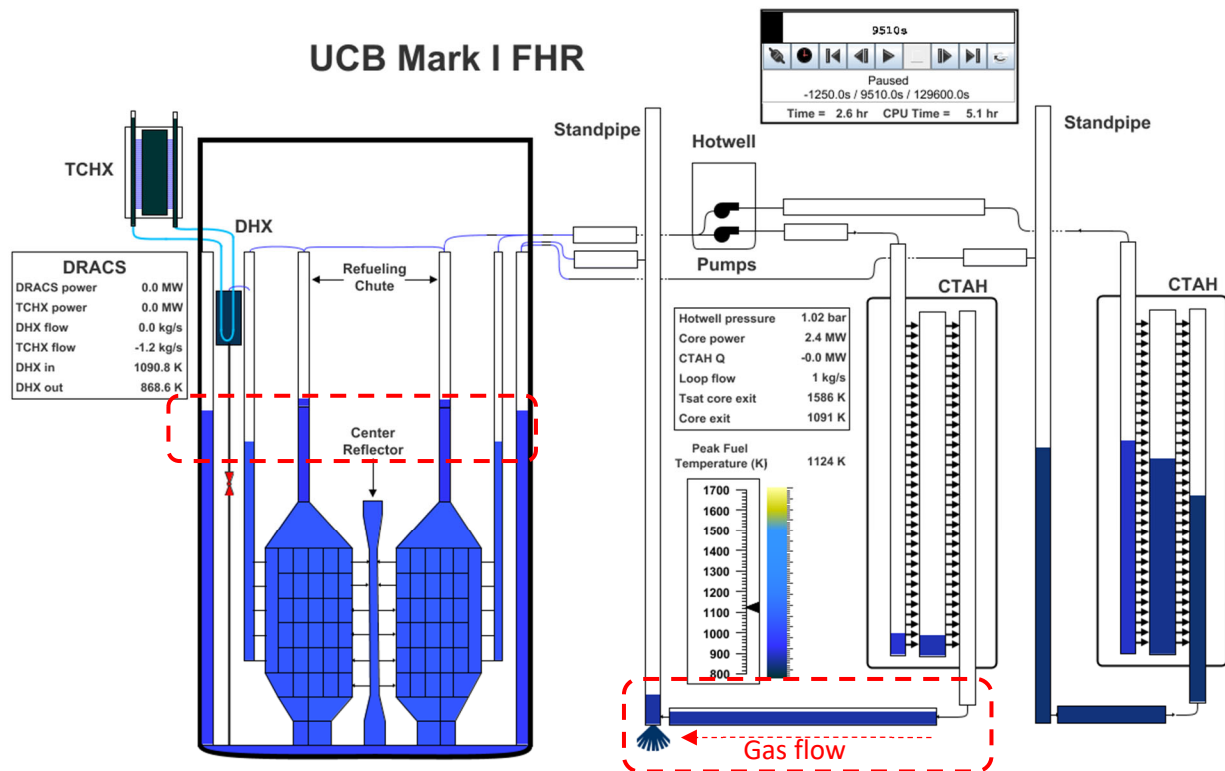 UCB Mark I FHR
9510s
Paused
-1250.0s / 9510.0s / 129600.0s
Time = 2.6 hr CPU Time = 5.1 hr
Standpipe
Hotwell
Standpipe
TCHX
DHX
Refueling
Chute
Pumps
CTAH
CTAH
DRACS
DRACS power 0.0 MW
TCHX power 0.0 MW
DHX flow 0.0 kg/s
TCHX flow -1.2 kg/s
DHX in 1090.8 K
DHX out 868.6 K
Hotwell pressure 1.02 bar
Core power 2.4 MW
CTAH Q -0.0 MW
Loop flow 1 kg/s
Tsat core exit 1586 K
Core exit 1091 K
Center
Reflector
Peak Fuel
Temperature (K) 1124 K
1700
1600
1500
1400
1300
1200
1100
1000
900
800
Gas flow